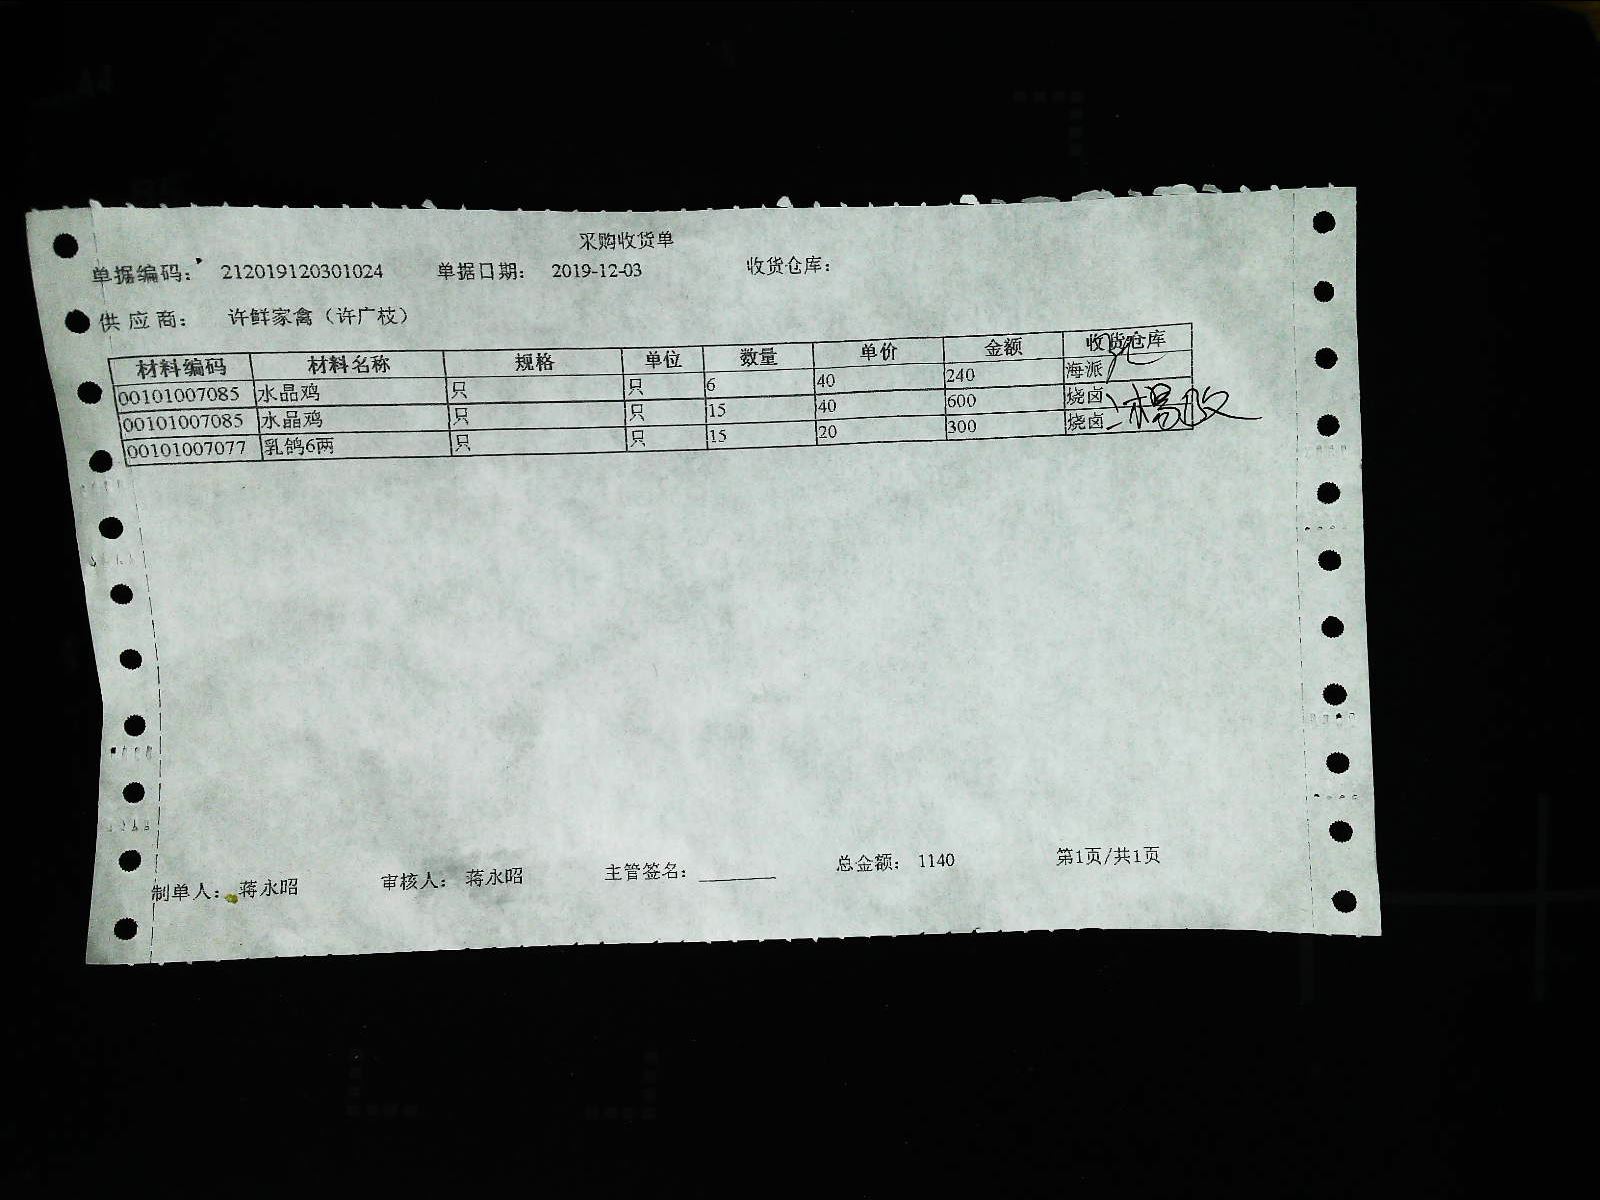 采购收货单
单据编码： 212019120301024 单据日期： 2019-12-03 收货仓库：
供应商： 许鲜家禽（许广枝）
材料编码 材料名称 规格 单位 数量 单价 金额 收货仓库
00101007085 水晶鸡 只 只 6 40 240 海派
00101007085 水晶鸡 只 只 15 40 600 烧卤
00101007077 乳鸽6两 只 只 15 20 300 烧卤
制单人： 蒋永昭 审核人： 蒋永昭 主管签名： 总金额： 1140 第1页/共1页